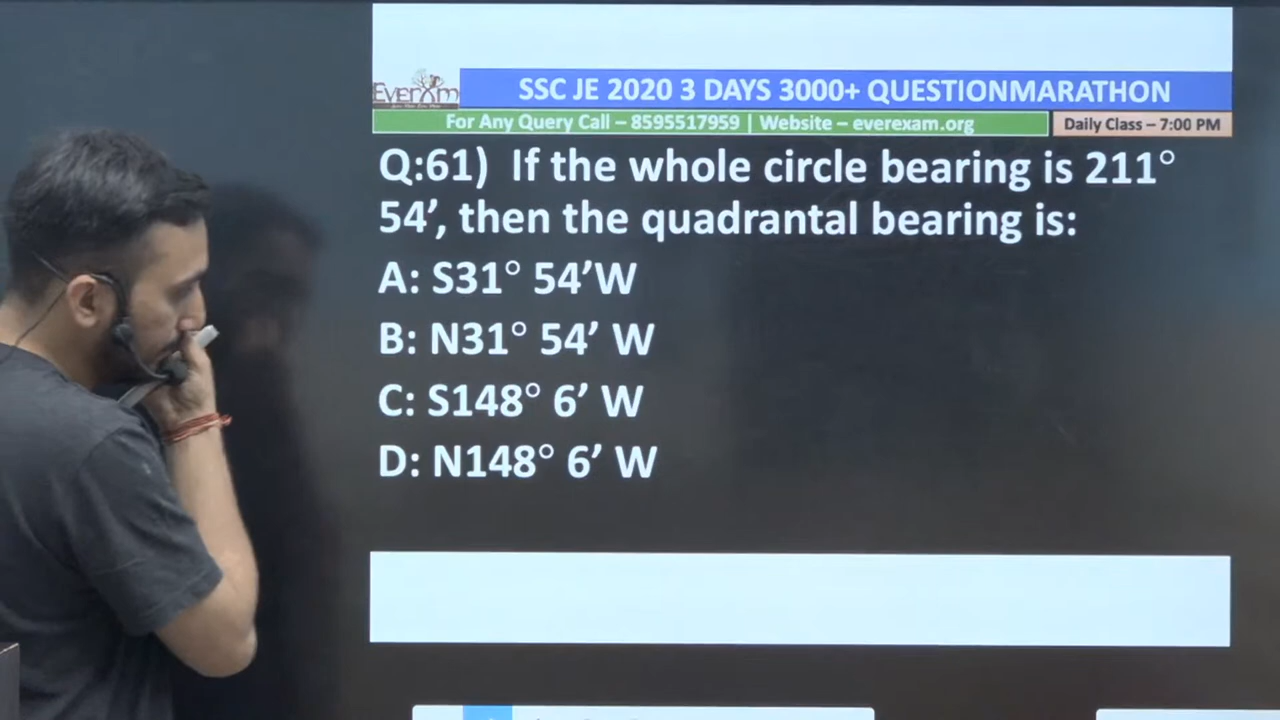 EverExam
SSC JE 2020 3 DAYS 3000+ QUESTIONMARATHON
For Any Query Call – 8595517959 | Website – everexam.org
Daily Class – 7:00 PM
Q:61) If the whole circle bearing is 211°
54’, then the quadrantal bearing is:
A: S31° 54’W
B: N31° 54’ W
C: S148° 6’ W
D: N148° 6’ W